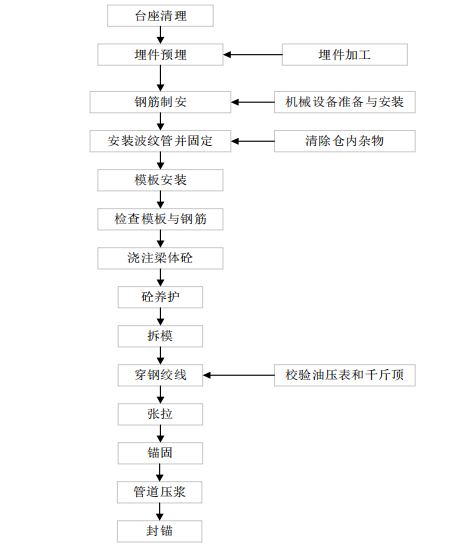 台座清理
埋件预埋
埋件加工
钢筋制安
机械设备准备与安装
安装波纹管并固定
清除仓内杂物
模板安装
检查模板与钢筋
浇注梁体砼
砼养护
拆模
穿钢绞线
校验油压表和千斤顶
张拉
锚固
管道压浆
封锚